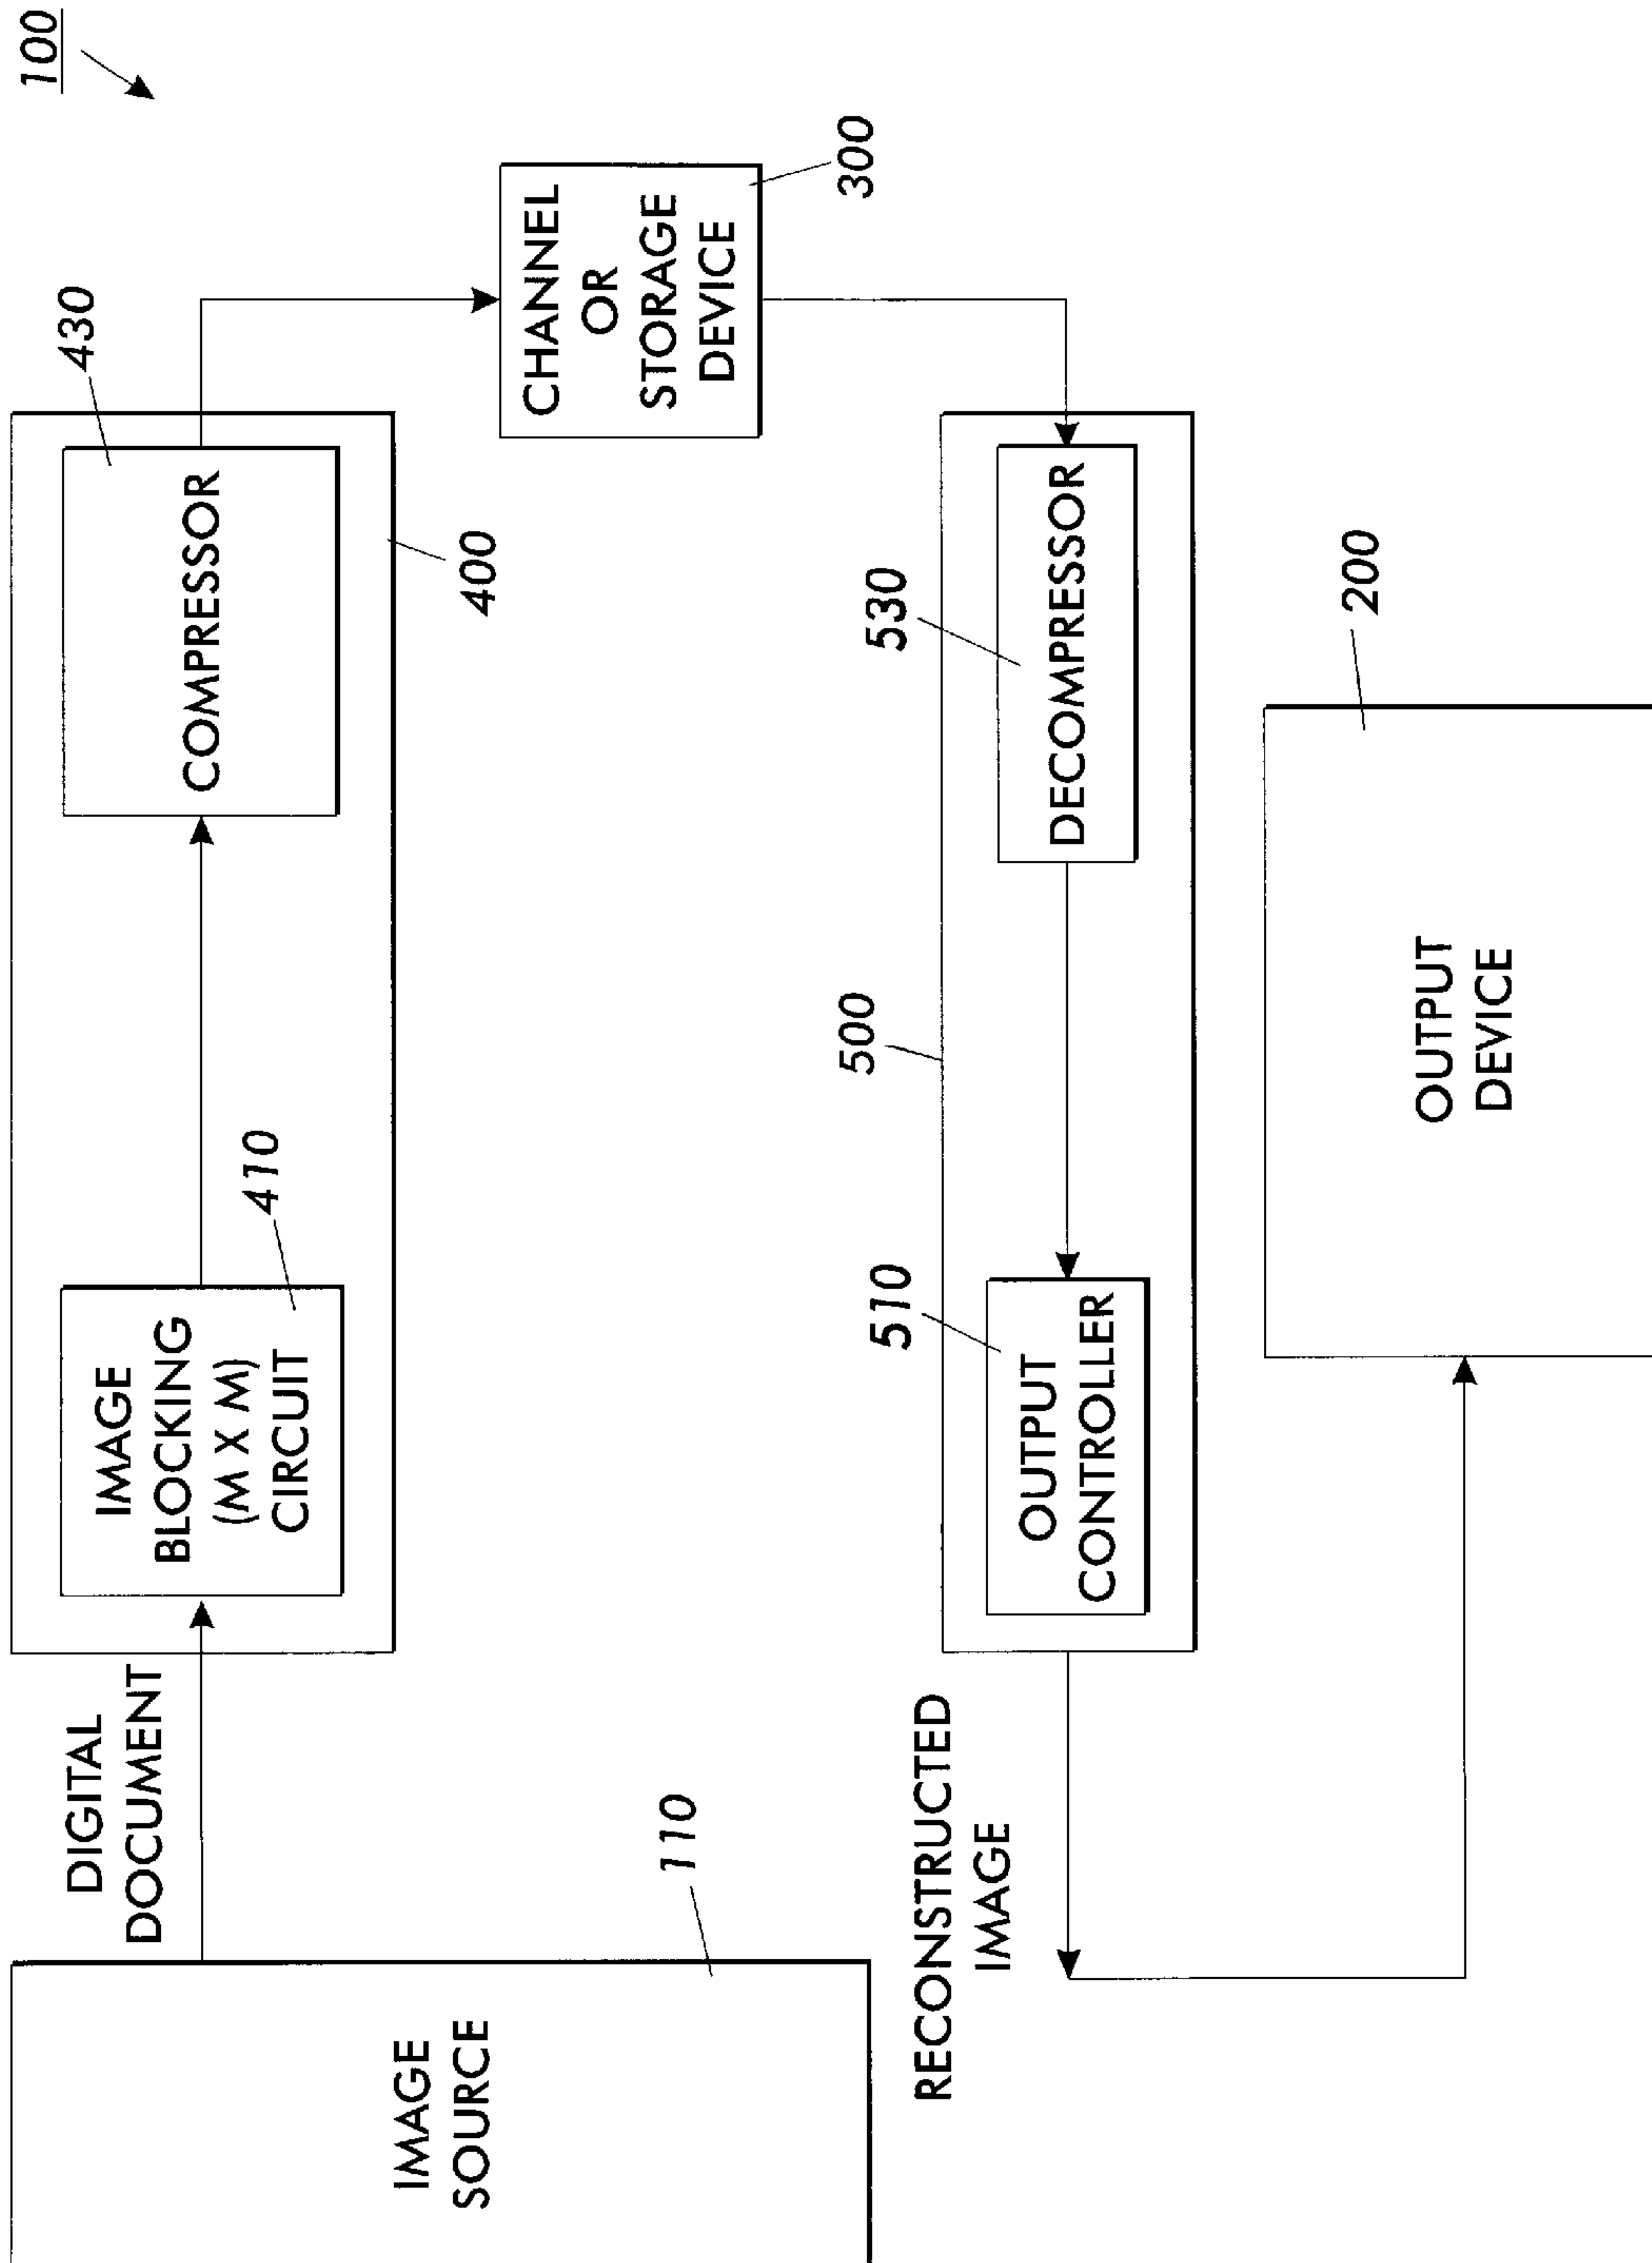 100
DIGITAL
DOCUMENT
IMAGE
SOURCE
110
IMAGE
BLOCKING
(M X M)
CIRCUIT
410
COMPRESSOR
430
400
CHANNEL
OR
STORAGE
DEVICE
300
RECONSTRUCTED
IMAGE
500
510
OUTPUT
CONTROLLER
530
DECOMPRESSOR
OUTPUT
DEVICE
200